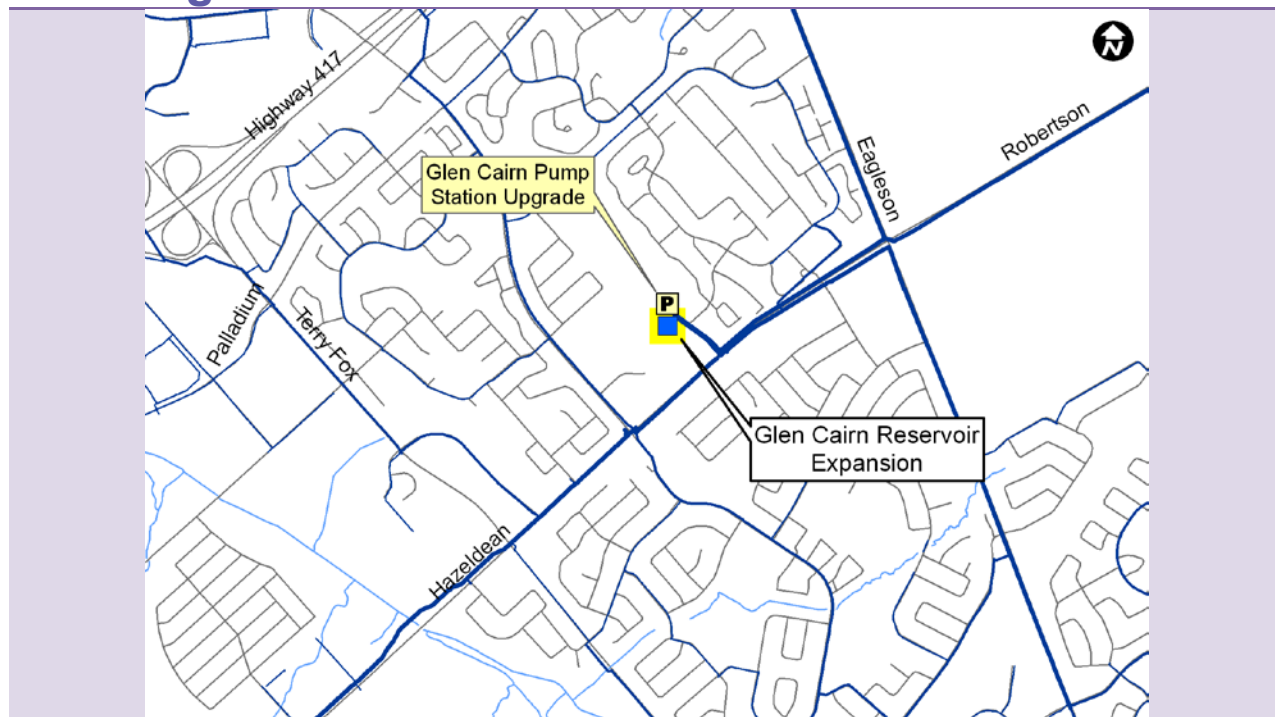 N
Highway 417
Robertson
Eagleson
Glen Cairn Pump
Station Upgrade
P
Palladium
Terry Fox
Glen Cairn Reservoir
Expansion
Hazeldean